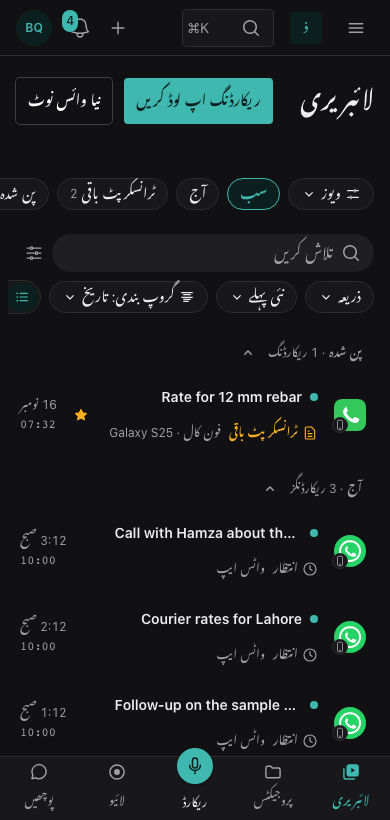 ذ ⌘K 4 BQ
لائبریری ریکارڈنگ اپ لوڈ کریں نیا وائس نوٹ
ویوز سب آج ٹرانسکرپٹ باقی 2 پن شدہ
تلاش کریں
ذریعہ نئی پہلے گروپ بندی: تاریخ
پن شدہ · 1 ریکارڈنگ
Rate for 12 mm rebar
16 نومبر
ٹرانسکرپٹ باقی فون کال · Galaxy S25
07:32
آج · 3 ریکارڈنگز
Call with Hamza about th...
3:12 صبح
انتظار واٹس ایپ
10:00
Courier rates for Lahore
2:12 صبح
انتظار واٹس ایپ
10:00
Follow-up on the sample ...
1:12 صبح
انتظار واٹس ایپ
10:00
لائبریری پروجیکٹس ریکارڈ لائیو پوچھیں